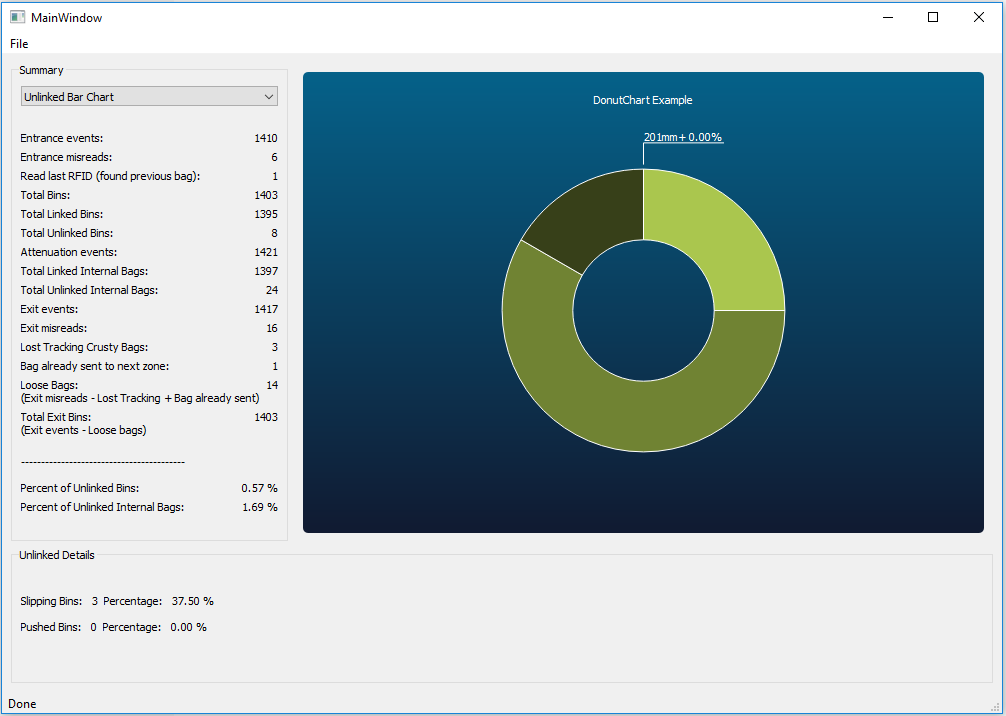 MainWindow
File
Summary
Unlinked Bar Chart
Entrance events: 1410
Entrance misreads: 6
Read last RFID (found previous bag): 1
Total Bins: 1403
Total Linked Bins: 1395
Total Unlinked Bins: 8
Attenuation events: 1421
Total Linked Internal Bags: 1397
Total Unlinked Internal Bags: 24
Exit events: 1417
Exit misreads: 16
Lost Tracking Crusty Bags: 3
Bag already sent to next zone: 1
Loose Bags: 14
(Exit misreads - Lost Tracking + Bag already sent)
Total Exit Bins: 1403
(Exit events - Loose bags)
-----------------------------------------
Percent of Unlinked Bins: 0.57 %
Percent of Unlinked Internal Bags: 1.69 %
DonutChart Example
201mm+ 0.00%
Unlinked Details
Slipping Bins: 3 Percentage: 37.50 %
Pushed Bins: 0 Percentage: 0.00 %
Done